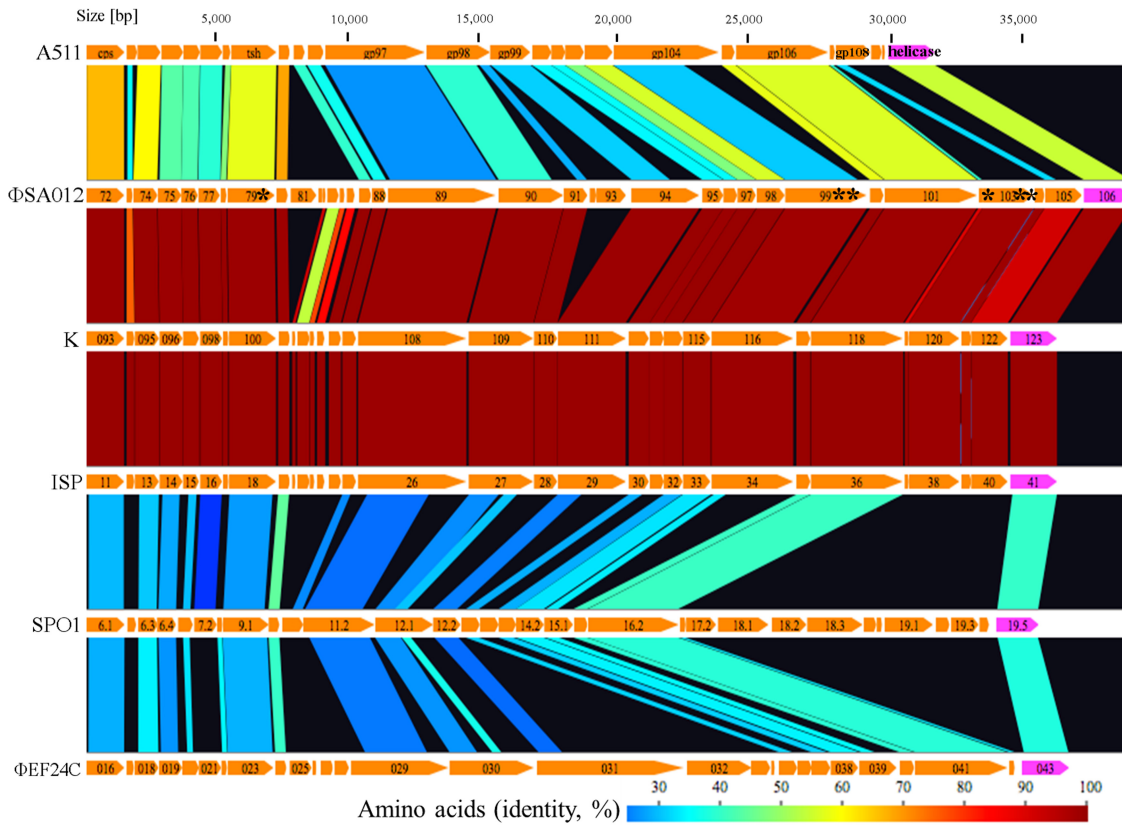 Size [bp] 5,000 10,000 15,000 20,000 25,000 30,000 35,000
A511 cps tsh gp97 gp98 gp99 gp104 gp106 gp108 helicase
ΦSA012 72 74 75 76 77 79* 81 88 89 90 91 93 94 95 97 98 99** 101 *103** 105 106
K 093 095 096 098 100 108 109 110 111 115 116 118 120 122 123
ISP 11 13 14 15 16 18 26 27 28 29 30 32 33 34 36 38 40 41
SPO1 6.1 6.3 6.4 7.2 9.1 11.2 12.1 12.2 14.2 15.1 16.2 17.2 18.1 18.2 18.3 19.1 19.3 19.5
ΦEF24C 016 018 019 021 023 025 029 030 031 032 038 039 041 043
Amino acids (identity, %) 30 40 50 60 70 80 90 100